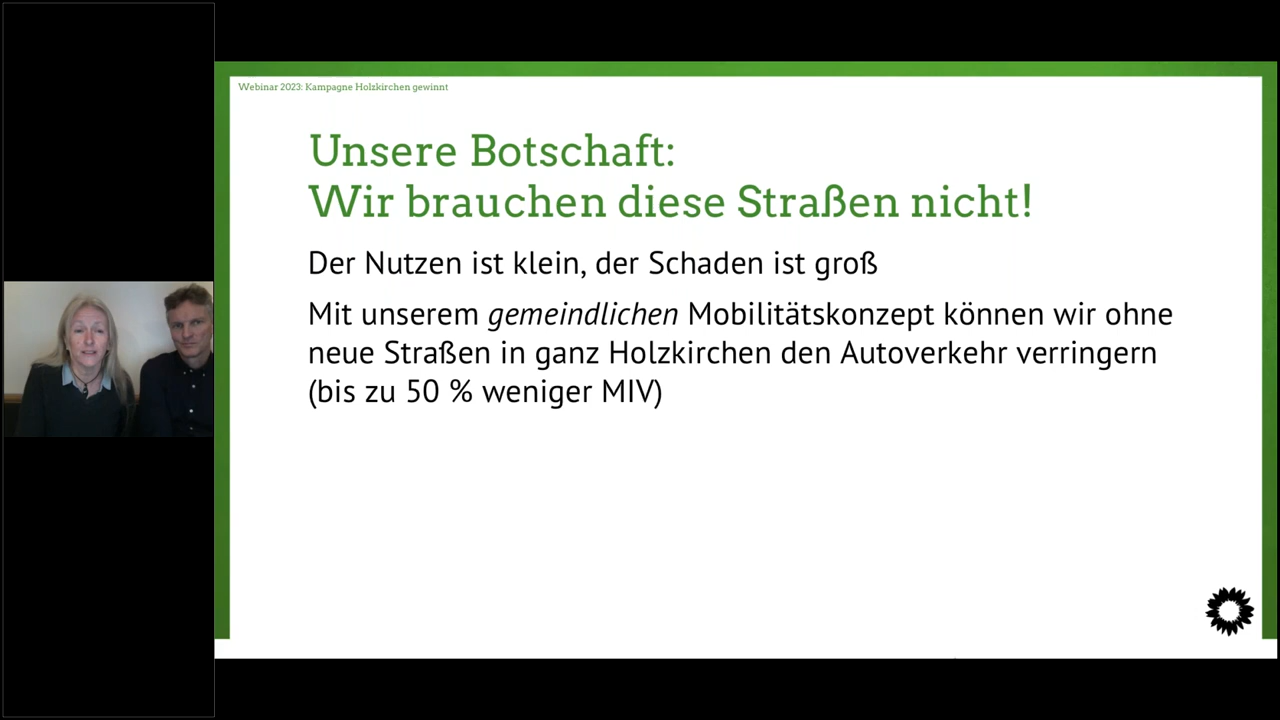 Webinar 2023: Kampagne Holzkirchen gewinnt
Unsere Botschaft:
Wir brauchen diese Straßen nicht!
Der Nutzen ist klein, der Schaden ist groß
Mit unserem gemeindlichen Mobilitätskonzept können wir ohne
neue Straßen in ganz Holzkirchen den Autoverkehr verringern
(bis zu 50 % weniger MIV)